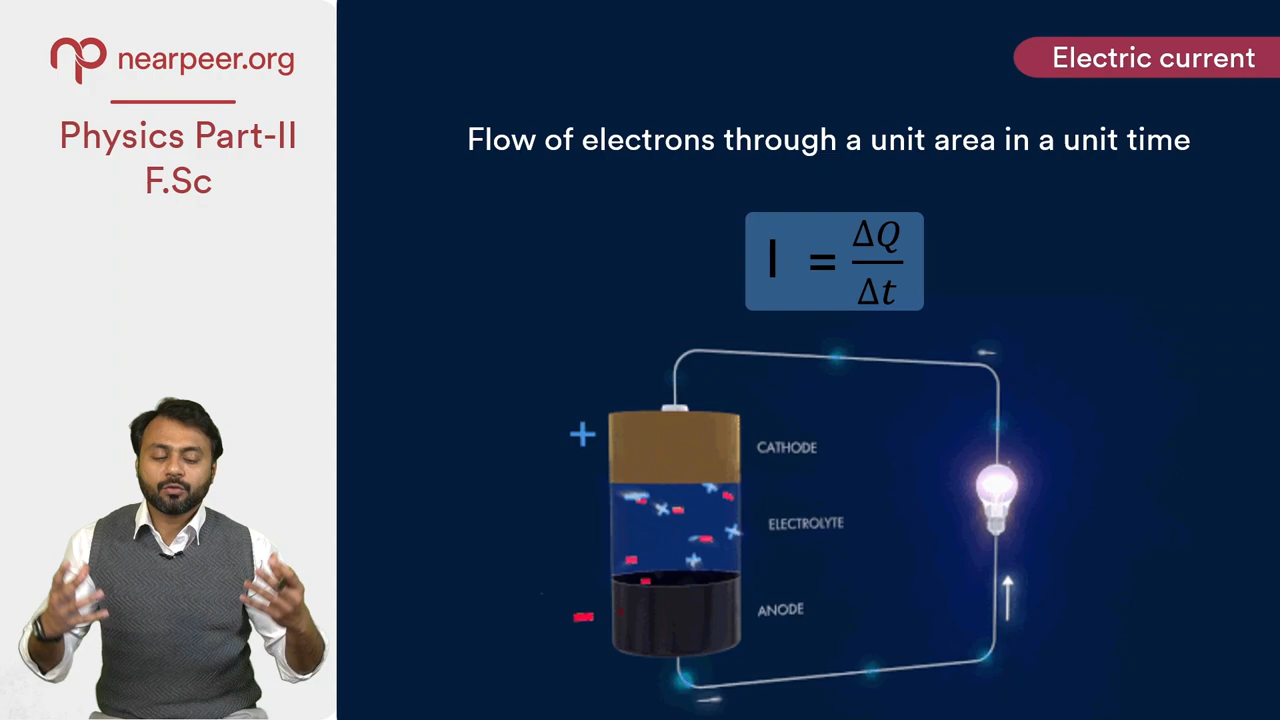 np nearpeer.org
Physics Part-II
F.Sc
Electric current
Flow of electrons through a unit area in a unit time
I = ΔQ/Δt
+
CATHODE
ELECTROLYTE
ANODE
-